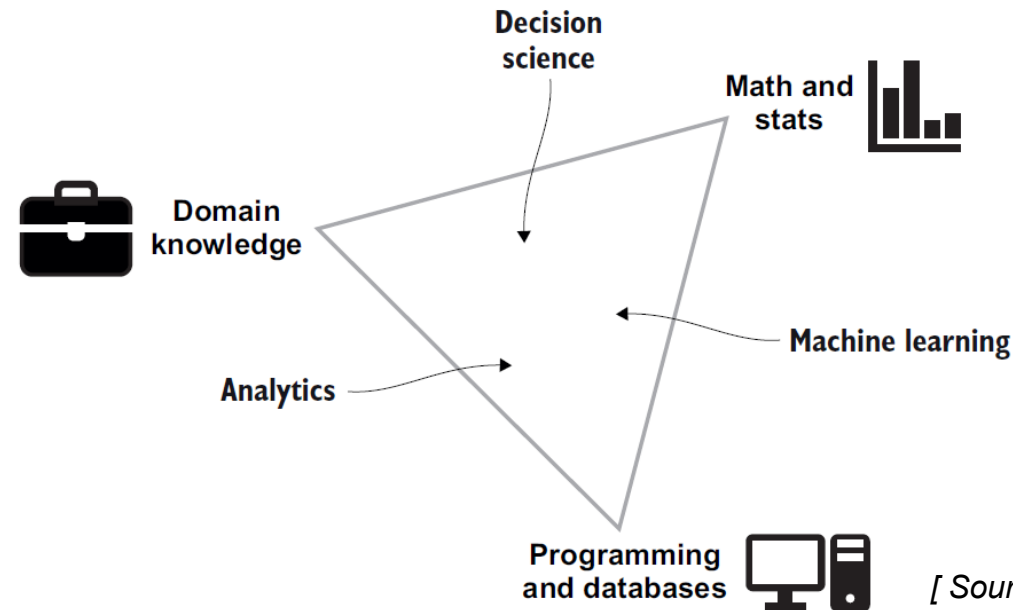 Decision
science
Math and
stats
Domain
knowledge
Machine learning
Analytics
Programming
and databases
[ Sour